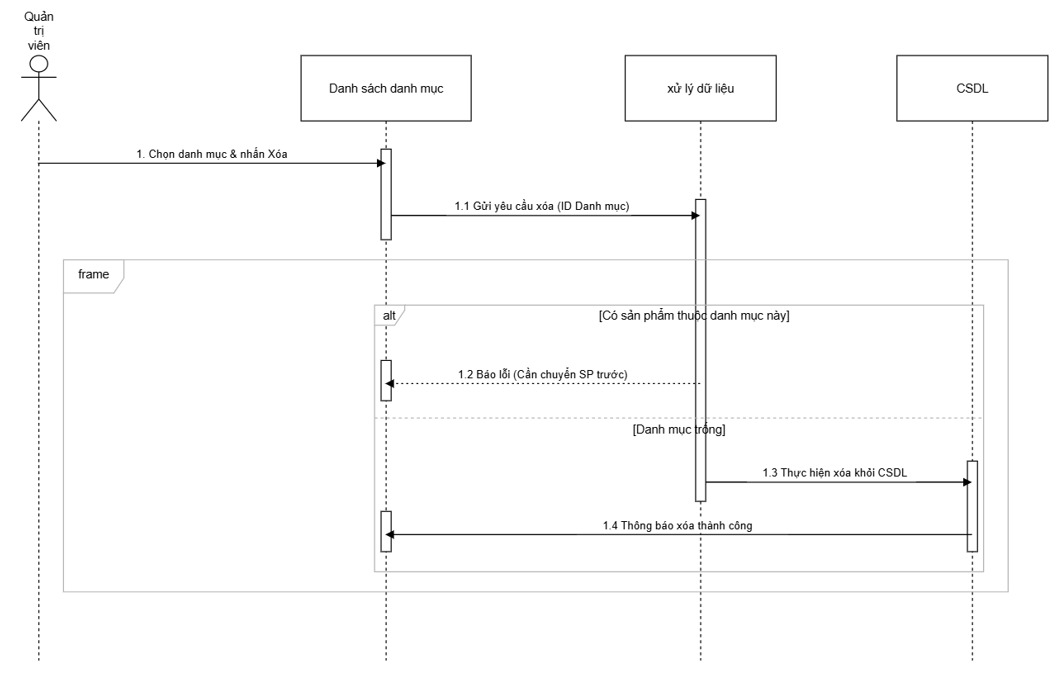 Quản
trị
viên
Danh sách danh mục
xử lý dữ liệu
CSDL
1. Chọn danh mục & nhấn Xóa
1.1 Gửi yêu cầu xóa (ID Danh mục)
frame
alt
[Có sản phẩm thuộc danh mục này]
1.2 Báo lỗi (Cần chuyển SP trước)
[Danh mục trống]
1.3 Thực hiện xóa khỏi CSDL
1.4 Thông báo xóa thành công